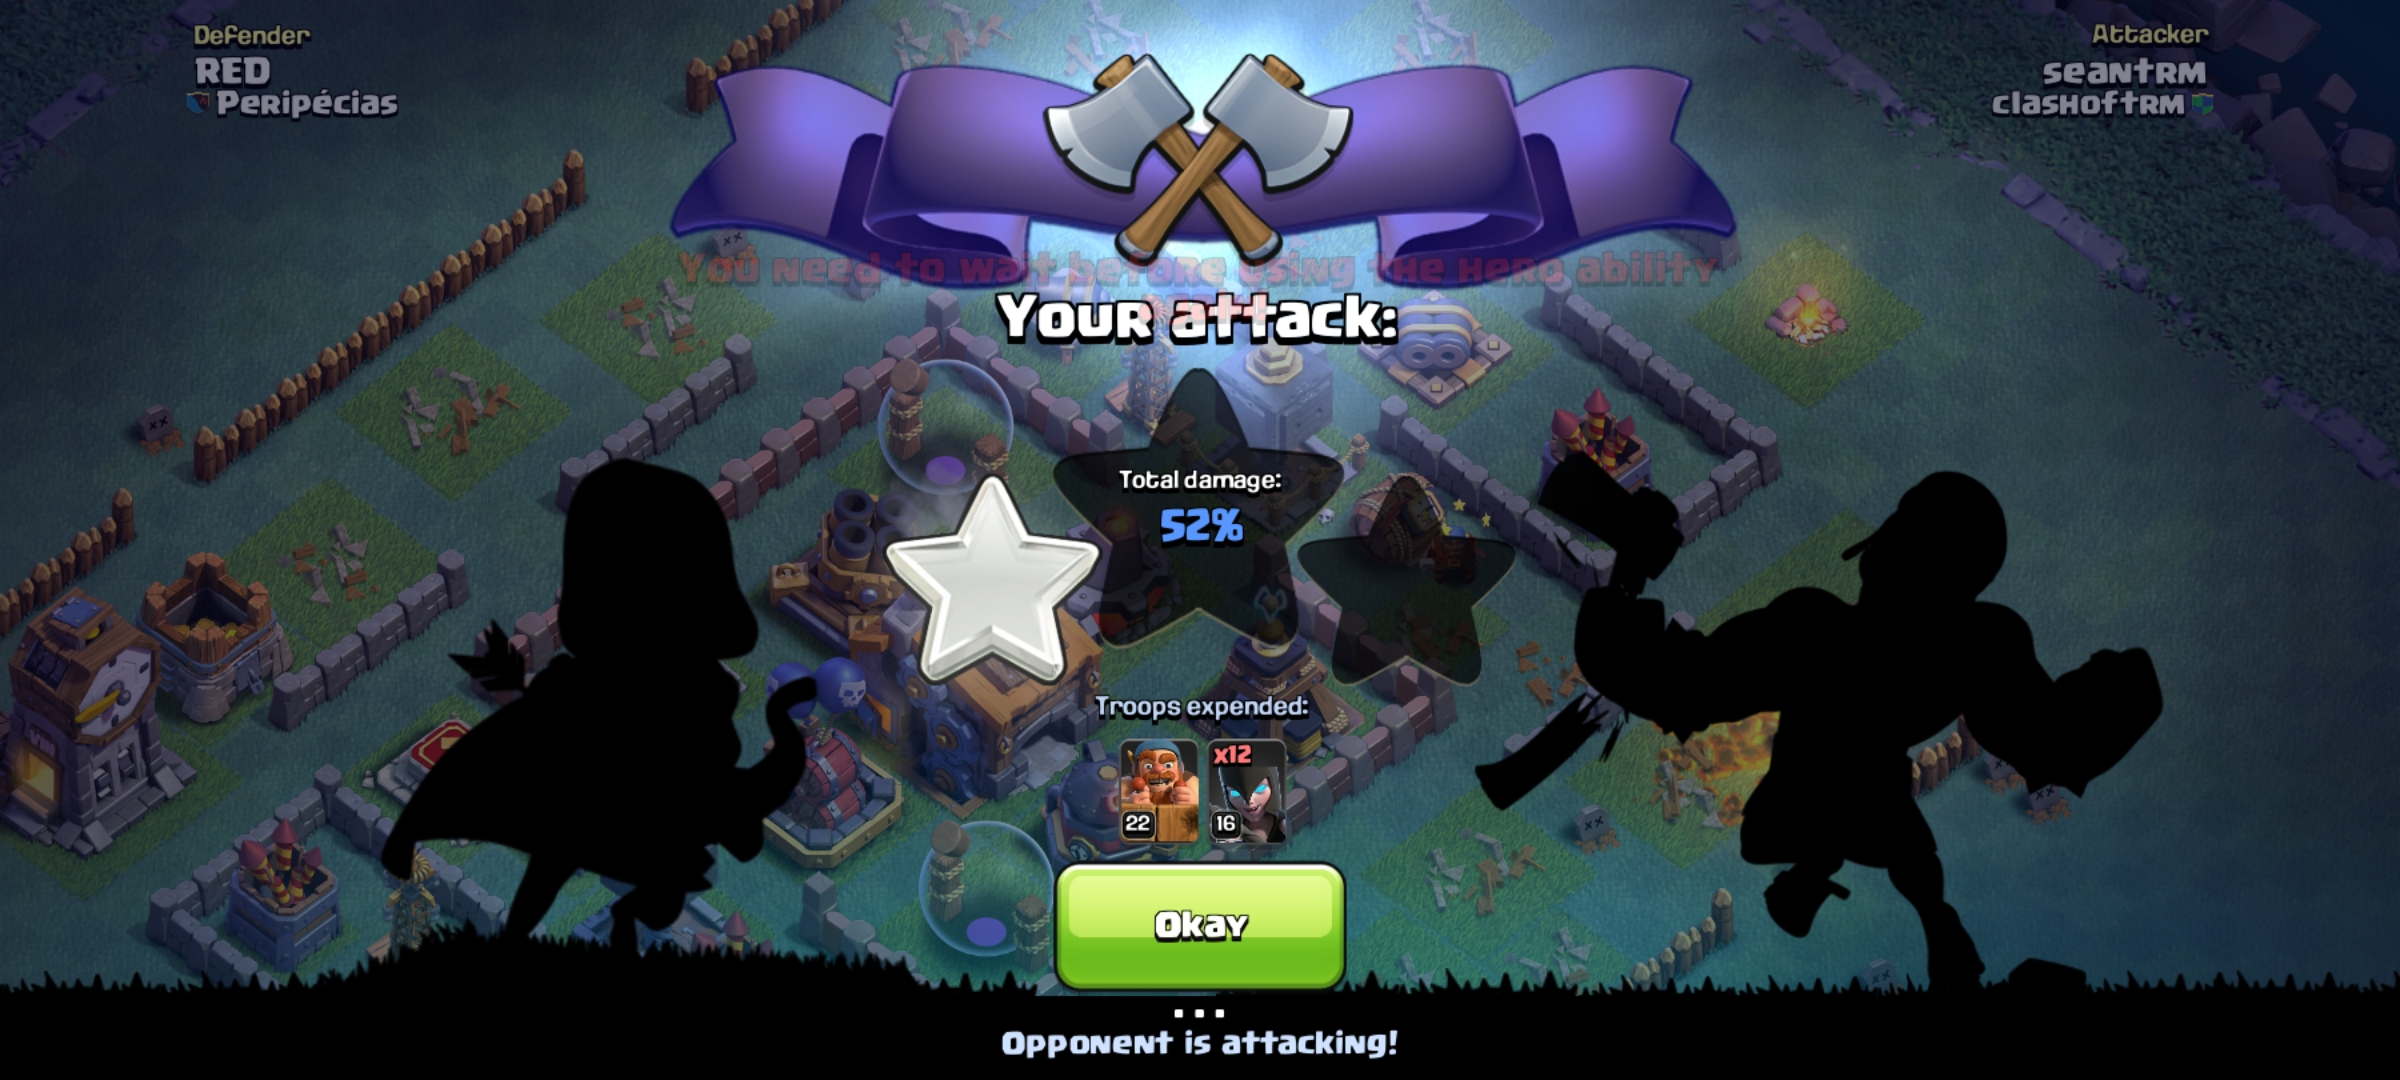 Defender
RED
Peripécias
Attacker
seantRM
clashoftRM
You need to wait before using the Hero ability
Your attack:
Total damage:
52%
Troops expended:
x12
22
16
Okay
...
Opponent is attacking!